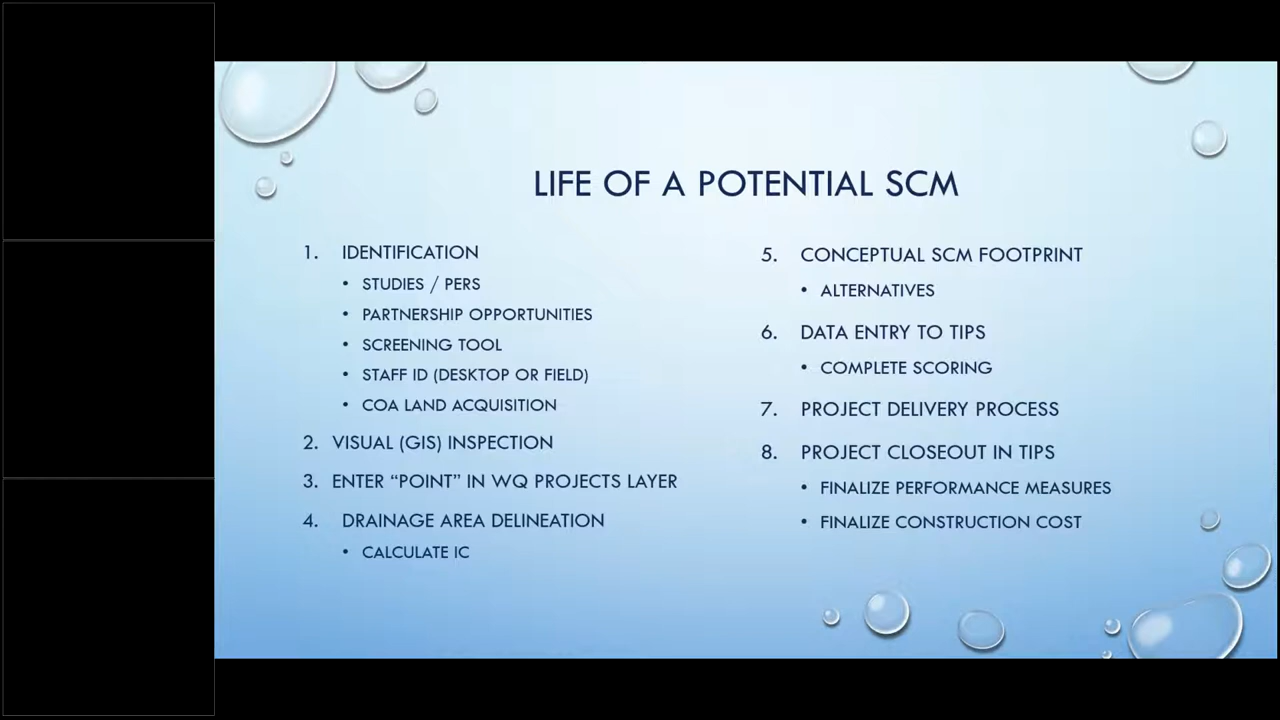 LIFE OF A POTENTIAL SCM
1. IDENTIFICATION
• STUDIES / PERS
• PARTNERSHIP OPPORTUNITIES
• SCREENING TOOL
• STAFF ID (DESKTOP OR FIELD)
• COA LAND ACQUISITION
2. VISUAL (GIS) INSPECTION
3. ENTER “POINT” IN WQ PROJECTS LAYER
4. DRAINAGE AREA DELINEATION
• CALCULATE IC
5. CONCEPTUAL SCM FOOTPRINT
• ALTERNATIVES
6. DATA ENTRY TO TIPS
• COMPLETE SCORING
7. PROJECT DELIVERY PROCESS
8. PROJECT CLOSEOUT IN TIPS
• FINALIZE PERFORMANCE MEASURES
• FINALIZE CONSTRUCTION COST